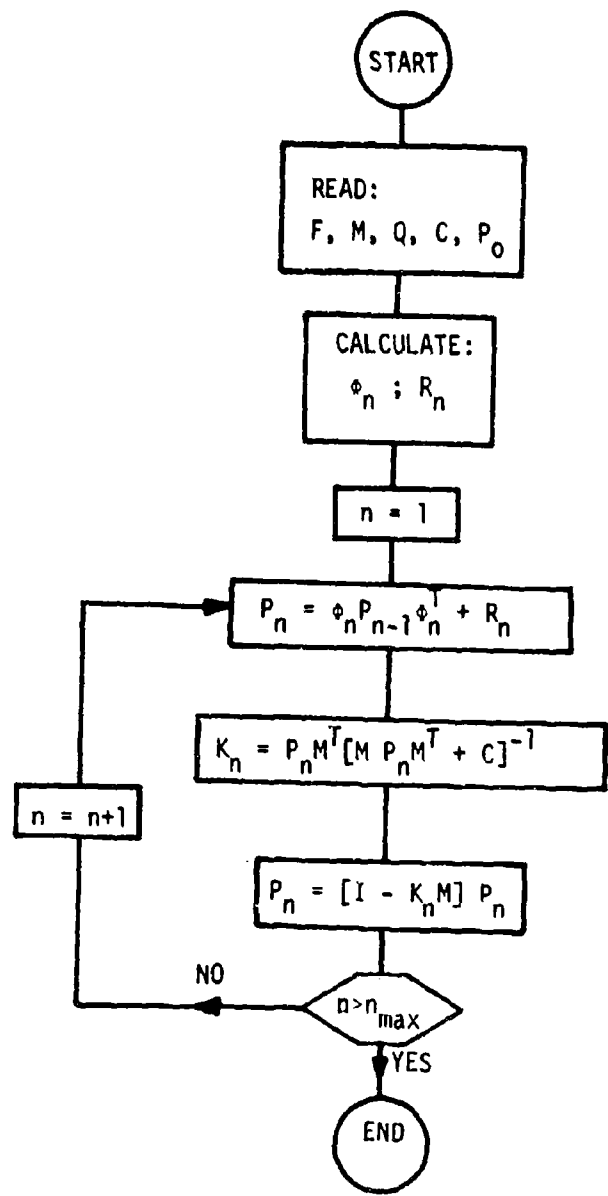 START
READ:
F, M, Q, C, P₀
CALCULATE:
Φₙ ; Rₙ
n = 1
Pₙ = ΦₙPₙ₋₁Φₙᵀ + Rₙ
Kₙ = PₙMᵀ[M PₙMᵀ + C]⁻¹
n = n+1
Pₙ = [I - KₙM] Pₙ
NO
n>n_max
YES
END